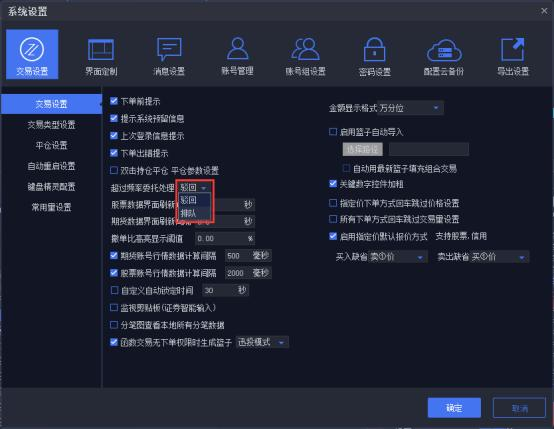 系统设置
交易设置 界面定制 消息设置 账号管理 账号组设置 密码设置 配置云备份 导出设置
交易设置
交易类型设置
平仓设置
自动重启设置
键盘精灵配置
常用量设置
下单前提示
提示系统预留信息
上次登录信息提示
下单出错提示
双击持仓平仓 平仓参数设置
超过频率委托处理 驳回
驳回
排队
股票数据界面刷新 秒
期货数据界面刷新 秒
撤单比高亮显示阈值 0.00 %
期货账号行情数据计算间隔 500 毫秒
股票账号行情数据计算间隔 2000 毫秒
自定义自动锁定时间 30 秒
监视剪贴板(证券智能输入)
分笔图查看本地所有分笔数据
函数交易无下单权限时生成篮子 迅投模式
金额显示格式 万分位
启用篮子自动导入
选择路径
自动用最新篮子填充组合交易
关键数字控件加粗
指定价下单方式回车跳过价格设置
所有下单方式回车跳过交易量设置
启用指定价默认报价方式 支持股票,信用
买入缺省 卖①价 卖出缺省 买①价
确定 取消